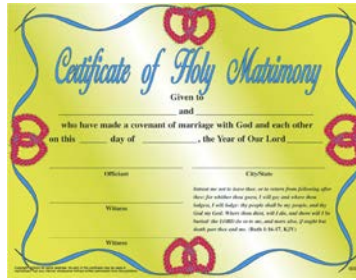 Certificate of Holy Matrimony
Given to
and
who have made a covenant of marriage with God and each other
on this _____ day of _____, the Year of Our Lord _____
Officiant
City/State
Witness
Witness
Intreat me not to leave thee, or to return from following after
thee: for whither thou goest, I will go; and where thou
lodgest, I will lodge: thy people shall be my people, and thy
God my God: Where thou diest, will I die, and there will I be
buried: the LORD do so to me, and more also, if ought but
death part thee and me. (Ruth 1:16-17, KJV)